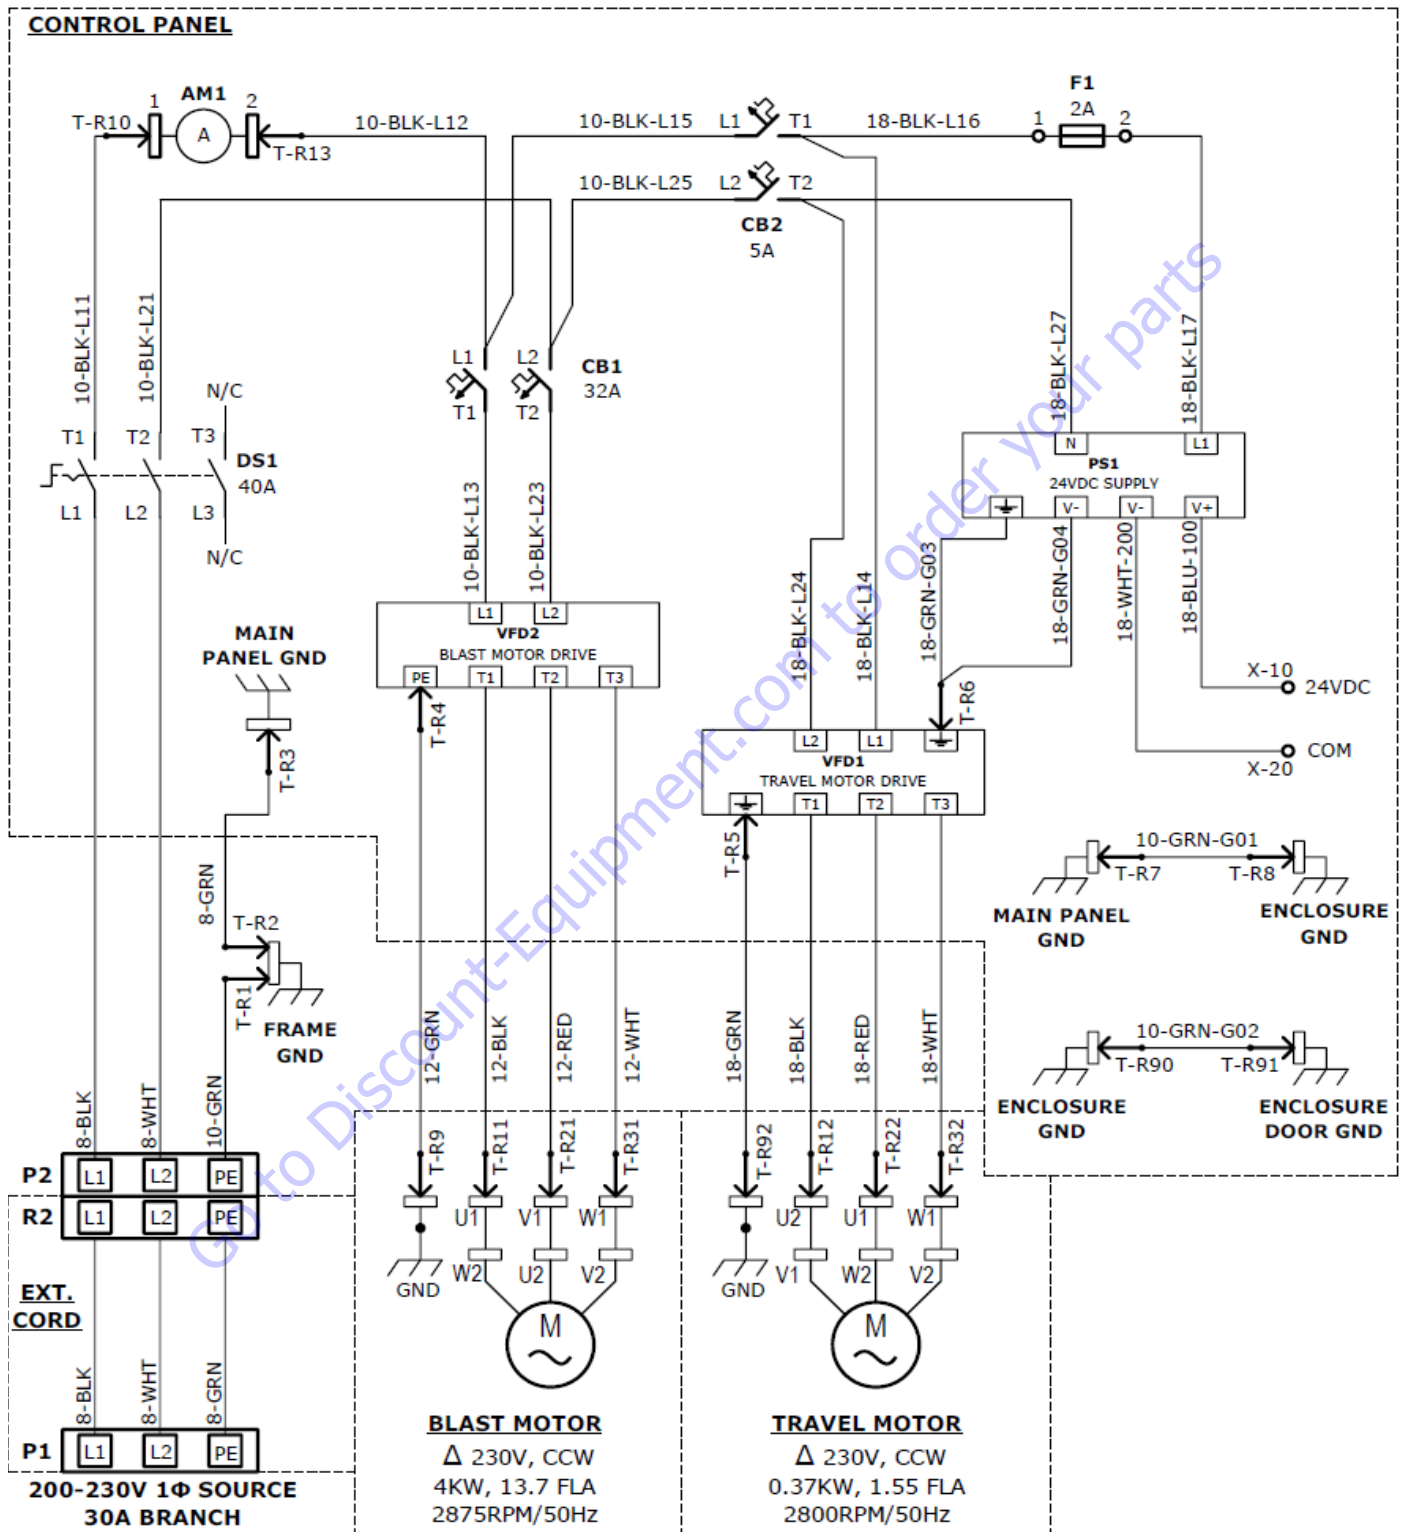 CONTROL PANEL
AM1
1
2
T-R10
A
T-R13
10-BLK-L12
10-BLK-L15
L1
T1
18-BLK-L16
F1
2A
1
2
10-BLK-L25
L2
T2
CB2
5A
10-BLK-L11
10-BLK-L21
N/C
T1
T2
T3
DS1
40A
L1
L2
L3
N/C
L1
L2
CB1
32A
T1
T2
10-BLK-L13
10-BLK-L23
18-BLK-L27
18-BLK-L17
N
L1
PS1
24VDC SUPPLY
V-
V-
V+
18-BLK-L24
18-BLK-L14
18-GRN-G03
18-GRN-G04
18-WHT-200
18-BLU-100
X-10
24VDC
COM
X-20
MAIN
PANEL GND
T-R3
L1
L2
VFD2
BLAST MOTOR DRIVE
PE
T1
T2
T3
T-R4
T-R6
L2
L1
VFD1
TRAVEL MOTOR DRIVE
T1
T2
T3
T-R5
8-GRN
T-R2
T-R1
FRAME
GND
10-GRN-G01
T-R7
T-R8
MAIN PANEL
GND
ENCLOSURE
GND
10-GRN-G02
T-R90
T-R91
ENCLOSURE
GND
ENCLOSURE
DOOR GND
8-BLK
8-WHT
10-GRN
12-GRN
12-BLK
12-RED
12-WHT
18-GRN
18-BLK
18-RED
18-WHT
T-R9
T-R11
T-R21
T-R31
T-R92
T-R12
T-R22
T-R32
P2
L1
L2
PE
R2
L1
L2
PE
U1
V1
W1
U2
U1
W1
GND
W2
U2
V2
GND
V1
W2
V2
EXT.
CORD
M
M
8-BLK
8-WHT
8-GRN
P1
L1
L2
PE
200-230V 1Φ SOURCE
30A BRANCH
BLAST MOTOR
Δ 230V, CCW
4KW, 13.7 FLA
2875RPM/50Hz
TRAVEL MOTOR
Δ 230V, CCW
0.37KW, 1.55 FLA
2800RPM/50Hz
Go to Discount-Equipment.com to order your parts